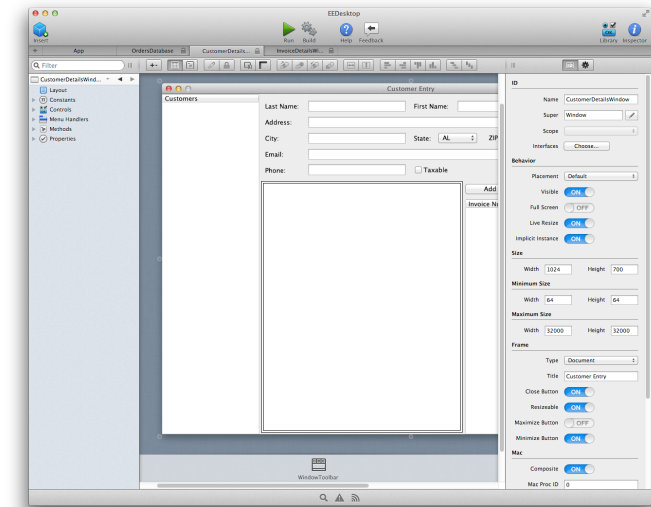 EEDesktop
Insert
Run Build Help Feedback
Library Inspector
App
OrdersDatabase
CustomerDetails...
InvoiceDetailsWi...
Filter
CustomerDetailsWind...
Layout
Constants
Controls
Menu Handlers
Methods
Properties
Customer Entry
Customers
Last Name:
First Name:
Address:
City:
State: AL ZIP
Email:
Phone:
Taxable
Add
Invoice Nu
WindowToolbar
ID
Name CustomerDetailsWindow
Super Window
Scope
Interfaces Choose...
Behavior
Placement Default
Visible ON
Full Screen OFF
Live Resize ON
Implicit Instance ON
Size
Width 1024 Height 700
Minimum Size
Width 64 Height 64
Maximum Size
Width 32000 Height 32000
Frame
Type Document
Title Customer Entry
Close Button ON
Resizeable ON
Maximize Button OFF
Minimize Button ON
Mac
Composite ON
Mac Proc ID 0